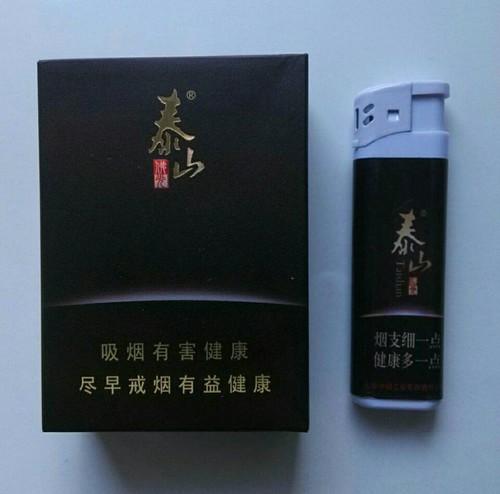 泰山®
吸烟有害健康
尽早戒烟有益健康
泰山®
Taishan
烟支细一点
健康多一点